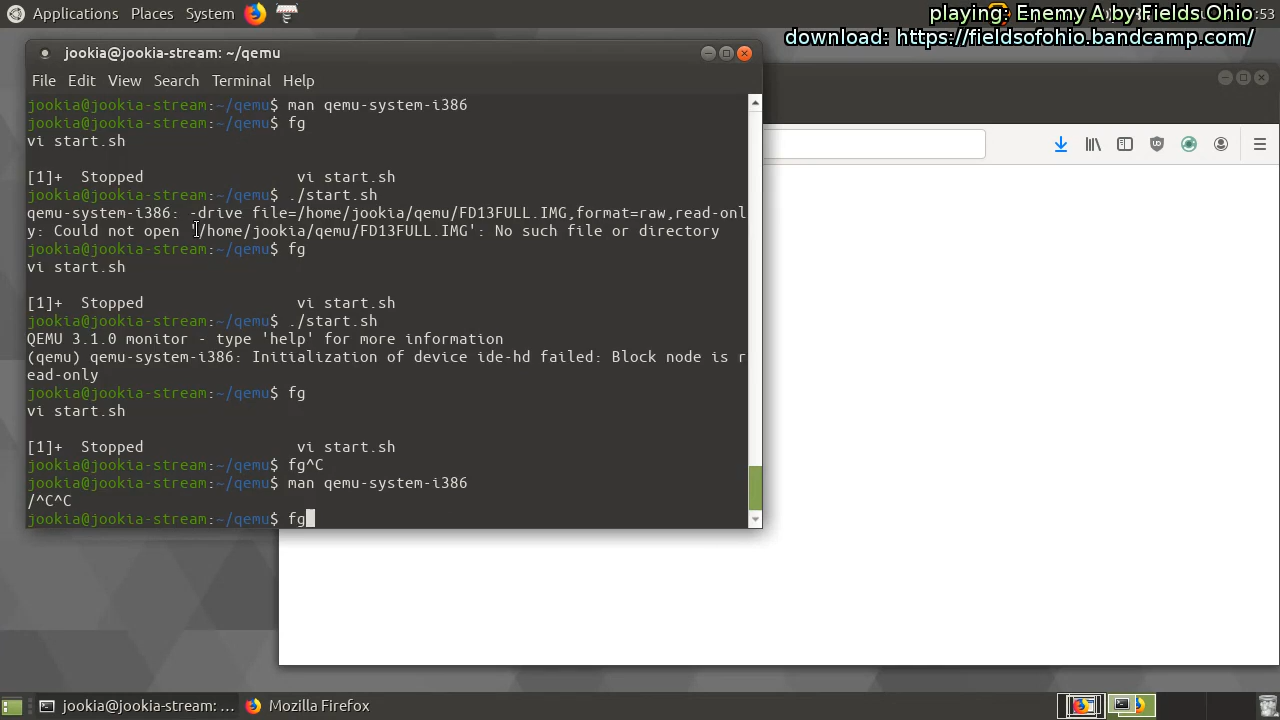 Applications Places System
playing: Enemy A by Fields Ohio
:53
download: https://fieldsofohio.bandcamp.com/
jookia@jookia-stream: ~/qemu
File Edit View Search Terminal Help
jookia@jookia-stream:~/qemu$ man qemu-system-i386
jookia@jookia-stream:~/qemu$ fg
vi start.sh
[1]+  Stopped                 vi start.sh
jookia@jookia-stream:~/qemu$ ./start.sh
qemu-system-i386: -drive file=/home/jookia/qemu/FD13FULL.IMG,format=raw,read-onl
y: Could not open '/home/jookia/qemu/FD13FULL.IMG': No such file or directory
jookia@jookia-stream:~/qemu$ fg
vi start.sh
[1]+  Stopped                 vi start.sh
jookia@jookia-stream:~/qemu$ ./start.sh
QEMU 3.1.0 monitor - type 'help' for more information
(qemu) qemu-system-i386: Initialization of device ide-hd failed: Block node is r
ead-only
jookia@jookia-stream:~/qemu$ fg
vi start.sh
[1]+  Stopped                 vi start.sh
jookia@jookia-stream:~/qemu$ fg^C
jookia@jookia-stream:~/qemu$ man qemu-system-i386
/^C^C
jookia@jookia-stream:~/qemu$ fg
jookia@jookia-stream: ...
Mozilla Firefox